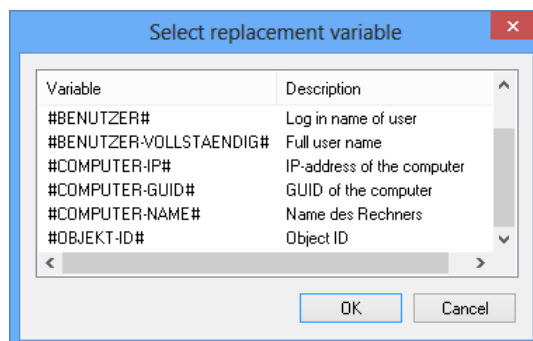 Select replacement variable
Variable Description
#BENUTZER# Log in name of user
#BENUTZER-VOLLSTAENDIG# Full user name
#COMPUTER-IP# IP-address of the computer
#COMPUTER-GUID# GUID of the computer
#COMPUTER-NAME# Name des Rechners
#OBJEKT-ID# Object ID
OK Cancel